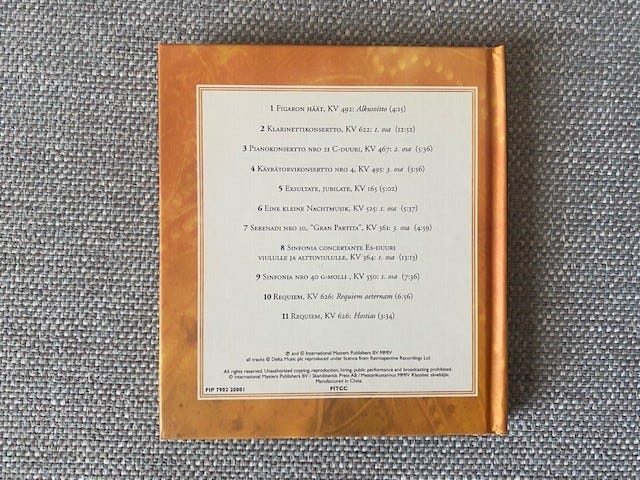 1 Figaron häät, KV 492: Alkusoitto (4:15)
2 Klarinettikonsertto, KV 622: 1. osa (12:52)
3 Pianokonsertto nro 21 C-duuri, KV 467: 2. osa (5:36)
4 Käyrätorvikonsertto nro 4, KV 495: 3. osa (3:56)
5 Exsultate, jubilate, KV 165 (5:02)
6 Eine kleine Nachtmusik, KV 525: 1. osa (5:37)
7 Serenadi nro 10, "Gran Partita", KV 361: 3. osa (4:59)
8 Sinfonia concertante Es-duuri
viululle ja alttoviululle, KV 364: 1. osa (13:13)
9 Sinfonia nro 40 g-molli , KV 550: 1. osa (7:36)
10 Requiem, KV 626: Requiem aeternam (6:56)
11 Requiem, KV 626: Hostias (3:34)
℗ and © International Masters Publishers BV MMIV
all tracks © Delta Music plc reproduced under licence from Retrospective Recordings Ltd
All rights reserved. Unauthorized copying, reproduction, hiring, public performance and broadcasting prohibited.
© International Masters Publishers BV / Skandinavisk Press AB / Mestarikustannus MMIV Klassisen säveltäjät.
Manufactured in China
FIP 7902 20001 FITCC